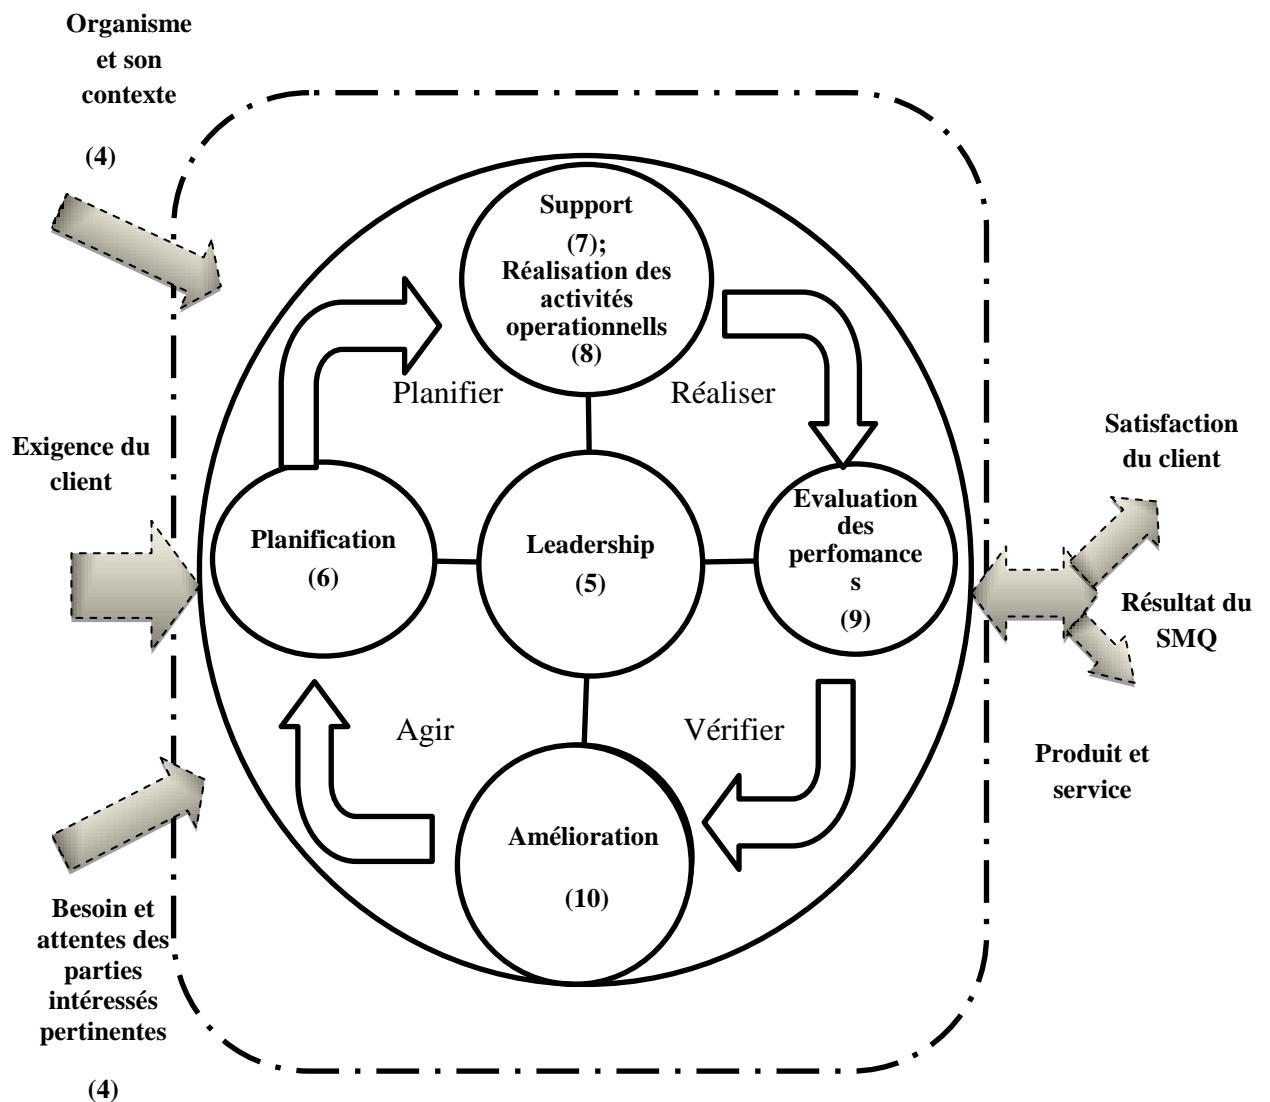 Organisme
et son
contexte
(4)
Support
(7);
Réalisation des
activités
operationnells
(8)
Planifier
Réaliser
Exigence du
client
Satisfaction
du client
Planification
(6)
Leadership
(5)
Evaluation
des
perfomance
s
(9)
Résultat du
SMQ
Agir
Vérifier
Produit et
service
Amélioration
(10)
Besoin et
attentes des
parties
intéressés
pertinentes
(4)